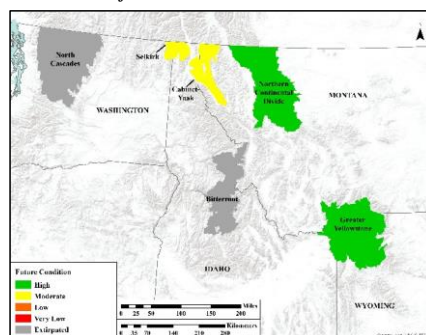 North
Cascades
Selkirk
Cabinet-
Yaak
Northern
Continental
Divide
MONTANA
WASHINGTON
Bitterroot
Greater
Yellowstone
IDAHO
WYOMING
Future Condition
High
Moderate
Low
Very Low
Extirpated
Miles
Kilometers